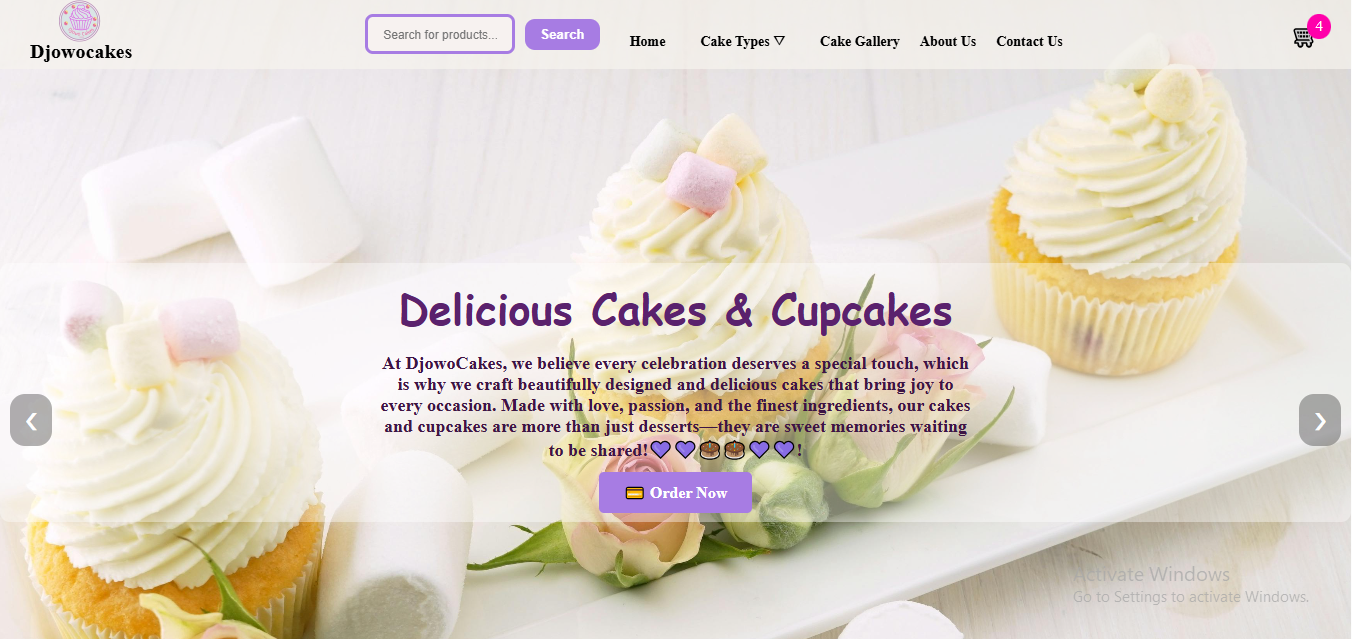 Djowocakes
Search for products...
Search
Home
Cake Types ▽
Cake Gallery
About Us
Contact Us
4
Delicious Cakes & Cupcakes
At DjowoCakes, we believe every celebration deserves a special touch, which
is why we craft beautifully designed and delicious cakes that bring joy to
every occasion. Made with love, passion, and the finest ingredients, our cakes
and cupcakes are more than just desserts—they are sweet memories waiting
to be shared!💜💜🎂🎂💜💜!
❮
❯
💳 Order Now
Activate Windows
Go to Settings to activate Windows.